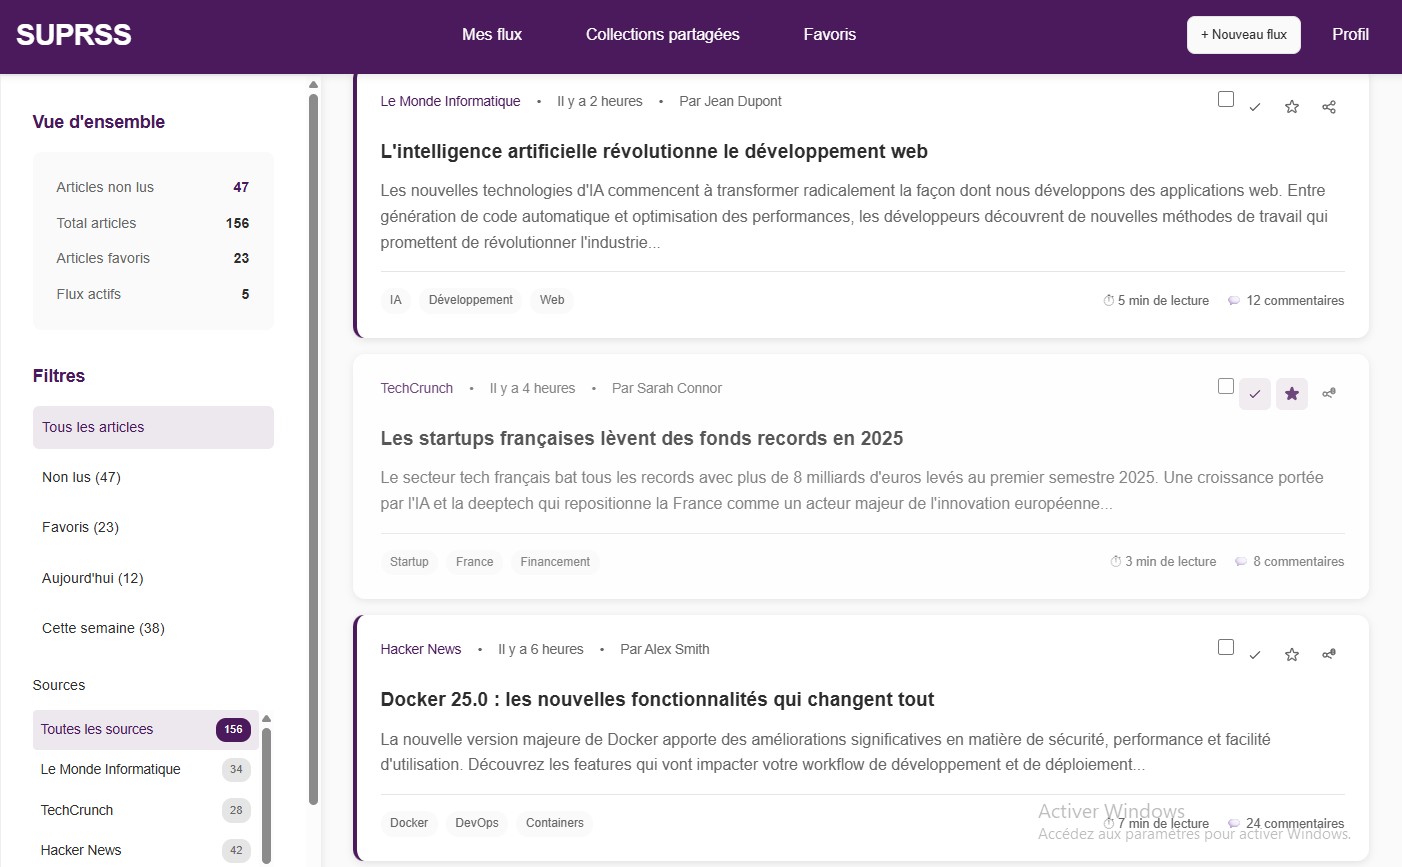 SUPRSS
Mes flux
Collections partagées
Favoris
+ Nouveau flux
Profil
Vue d'ensemble
Articles non lus 47
Total articles 156
Articles favoris 23
Flux actifs 5
Filtres
Tous les articles
Non lus (47)
Favoris (23)
Aujourd'hui (12)
Cette semaine (38)
Sources
Toutes les sources 156
Le Monde Informatique 34
TechCrunch 28
Hacker News 42
Le Monde Informatique • Il y a 2 heures • Par Jean Dupont
L'intelligence artificielle révolutionne le développement web
Les nouvelles technologies d'IA commencent à transformer radicalement la façon dont nous développons des applications web. Entre
génération de code automatique et optimisation des performances, les développeurs découvrent de nouvelles méthodes de travail qui
promettent de révolutionner l'industrie...
IA Développement Web
5 min de lecture 12 commentaires
TechCrunch • Il y a 4 heures • Par Sarah Connor
Les startups françaises lèvent des fonds records en 2025
Le secteur tech français bat tous les records avec plus de 8 milliards d'euros levés au premier semestre 2025. Une croissance portée
par l'IA et la deeptech qui repositionne la France comme un acteur majeur de l'innovation européenne...
Startup France Financement
3 min de lecture 8 commentaires
Hacker News • Il y a 6 heures • Par Alex Smith
Docker 25.0 : les nouvelles fonctionnalités qui changent tout
La nouvelle version majeure de Docker apporte des améliorations significatives en matière de sécurité, performance et facilité
d'utilisation. Découvrez les features qui vont impacter votre workflow de développement et de déploiement...
Docker DevOps Containers
7 min de lecture 24 commentaires
Activer Windows
Accédez aux paramètres pour activer Windows.